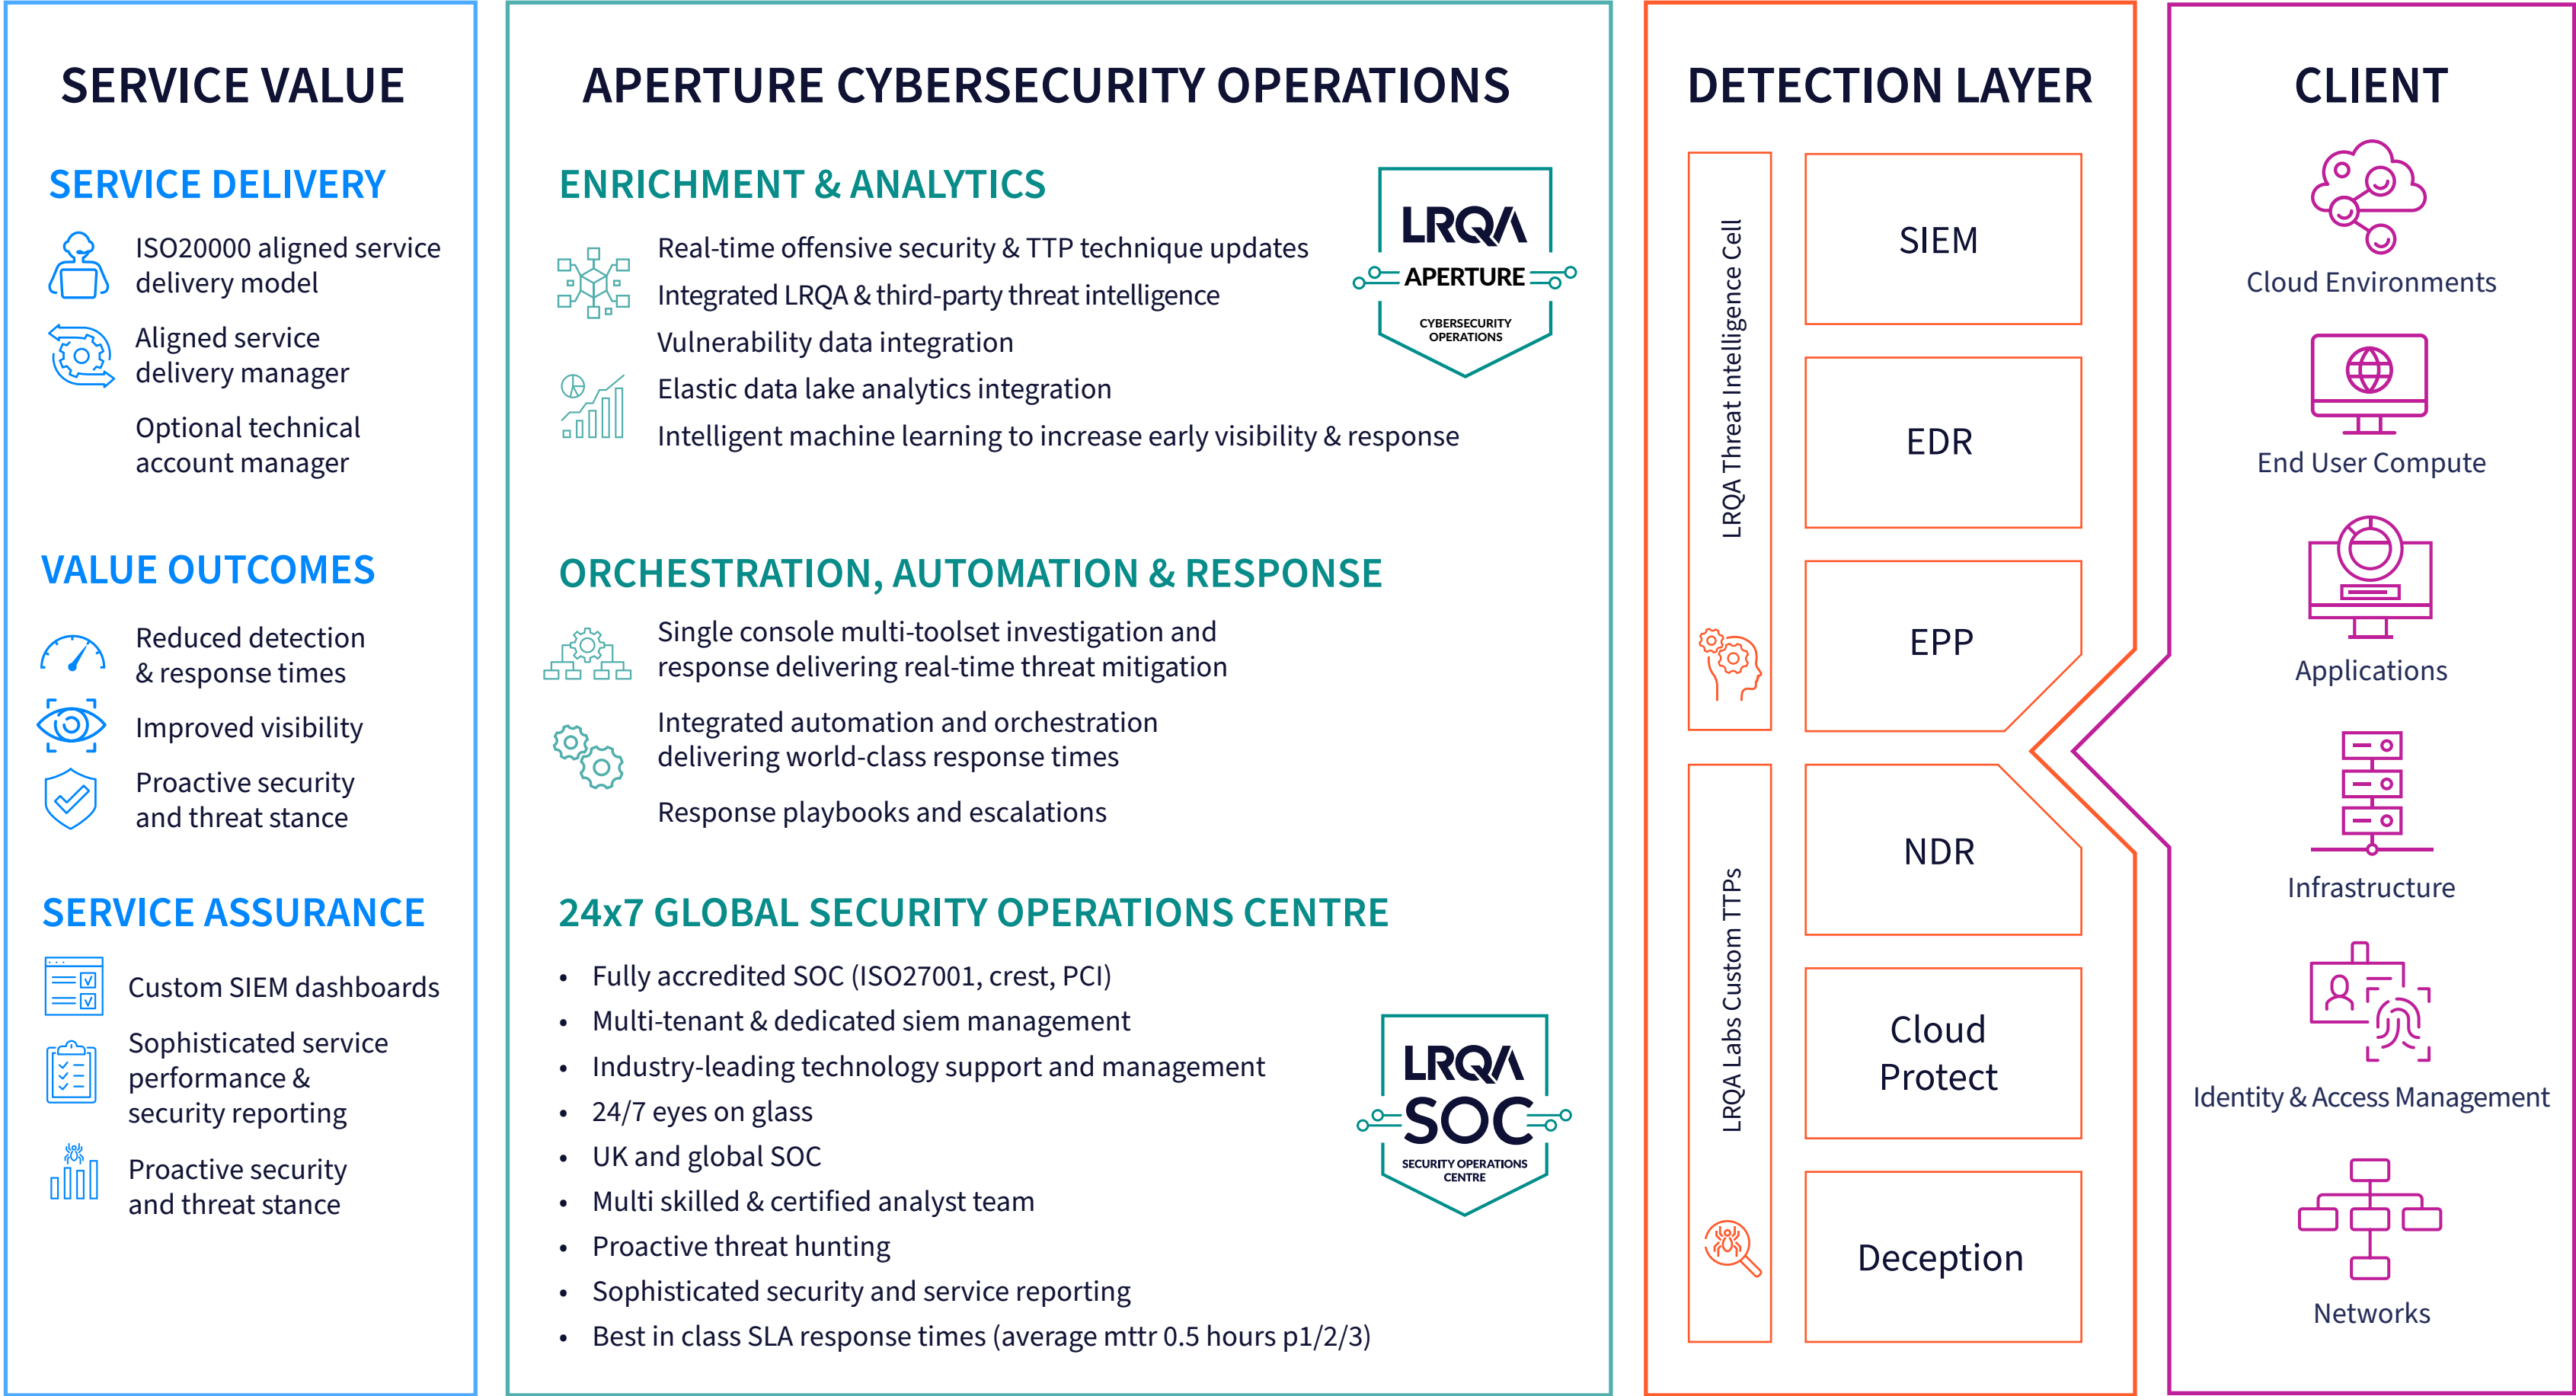 SERVICE VALUE
SERVICE DELIVERY
ISO20000 aligned service
delivery model
Aligned service
delivery manager
Optional technical
account manager
VALUE OUTCOMES
Reduced detection
& response times
Improved visibility
Proactive security
and threat stance
SERVICE ASSURANCE
Custom SIEM dashboards
Sophisticated service
performance &
security reporting
Proactive security
and threat stance
APERTURE CYBERSECURITY OPERATIONS
ENRICHMENT & ANALYTICS
Real-time offensive security & TTP technique updates
Integrated LRQA & third-party threat intelligence
Vulnerability data integration
Elastic data lake analytics integration
Intelligent machine learning to increase early visibility & response
LRQA
APERTURE
CYBERSECURITY
OPERATIONS
ORCHESTRATION, AUTOMATION & RESPONSE
Single console multi-toolset investigation and
response delivering real-time threat mitigation
Integrated automation and orchestration
delivering world-class response times
Response playbooks and escalations
24x7 GLOBAL SECURITY OPERATIONS CENTRE
• Fully accredited SOC (ISO27001, crest, PCI)
• Multi-tenant & dedicated siem management
• Industry-leading technology support and management
• 24/7 eyes on glass
• UK and global SOC
• Multi skilled & certified analyst team
• Proactive threat hunting
• Sophisticated security and service reporting
• Best in class SLA response times (average mttr 0.5 hours p1/2/3)
LRQA
SOC
SECURITY OPERATIONS
CENTRE
DETECTION LAYER
LRQA Threat Intelligence Cell
LRQA Labs Custom TTPs
SIEM
EDR
EPP
NDR
Cloud
Protect
Deception
CLIENT
Cloud Environments
End User Compute
Applications
Infrastructure
Identity & Access Management
Networks